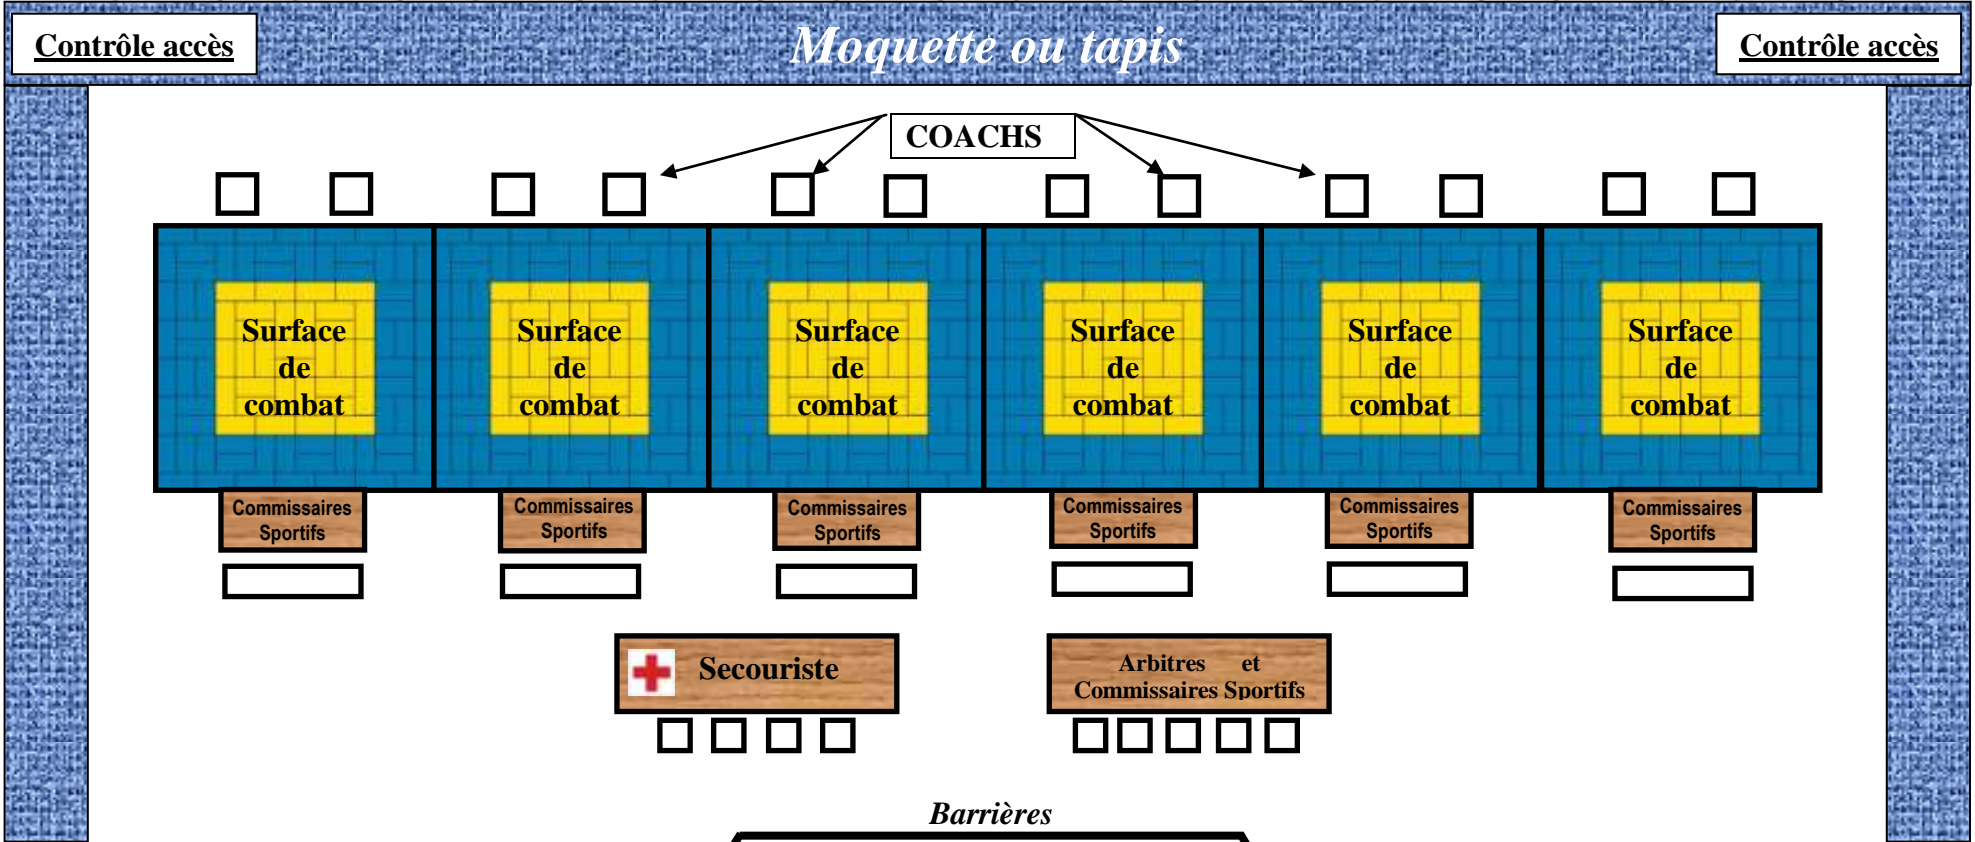 Contrôle accès
Moquette ou tapis
Contrôle accès
COACHS
Surface
de
combat
Surface
de
combat
Surface
de
combat
Surface
de
combat
Surface
de
combat
Surface
de
combat
Commissaires
Sportifs
Commissaires
Sportifs
Commissaires
Sportifs
Commissaires
Sportifs
Commissaires
Sportifs
Commissaires
Sportifs
Secouriste
Arbitres et
Commissaires Sportifs
Barrières